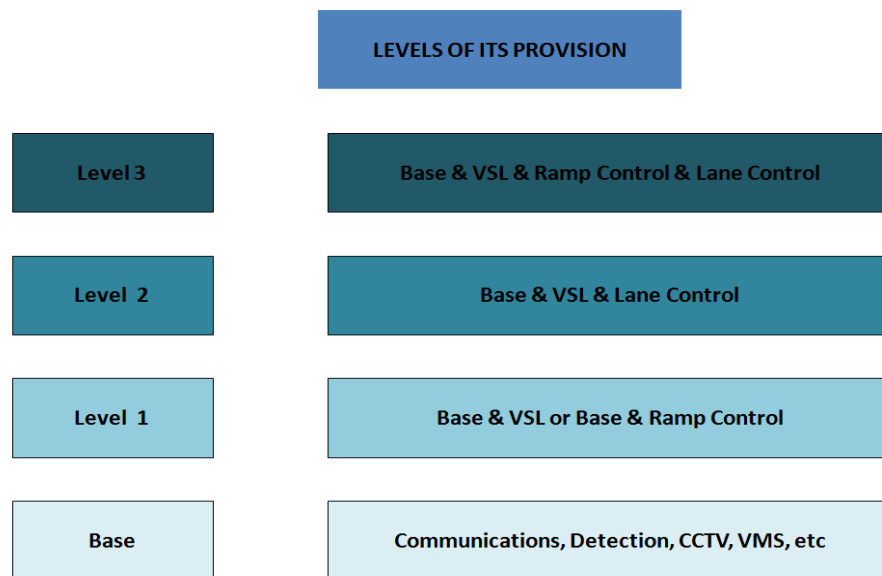 LEVELS OF ITS PROVISION
Level 3
Base & VSL & Ramp Control & Lane Control
Level 2
Base & VSL & Lane Control
Level 1
Base & VSL or Base & Ramp Control
Base
Communications, Detection, CCTV, VMS, etc